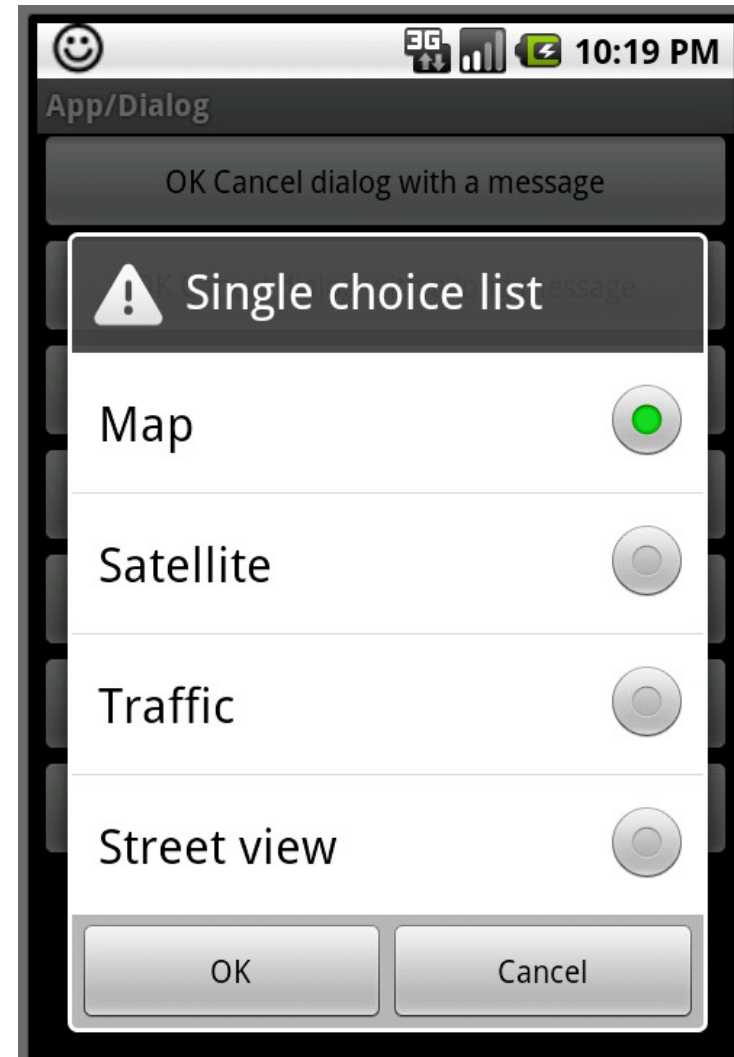 3G 10:19 PM
App/Dialog
OK Cancel dialog with a message
Single choice list
Map
Satellite
Traffic
Street view
OK Cancel